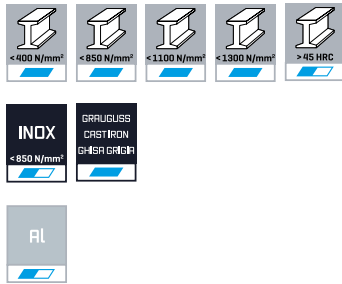 <400 N/mm²
<850 N/mm²
<1100 N/mm²
<1300 N/mm²
>45 HRC
INOX
<850 N/mm²
GRAUGUSS
CAST IRON
GHISA GRIGIA
Al